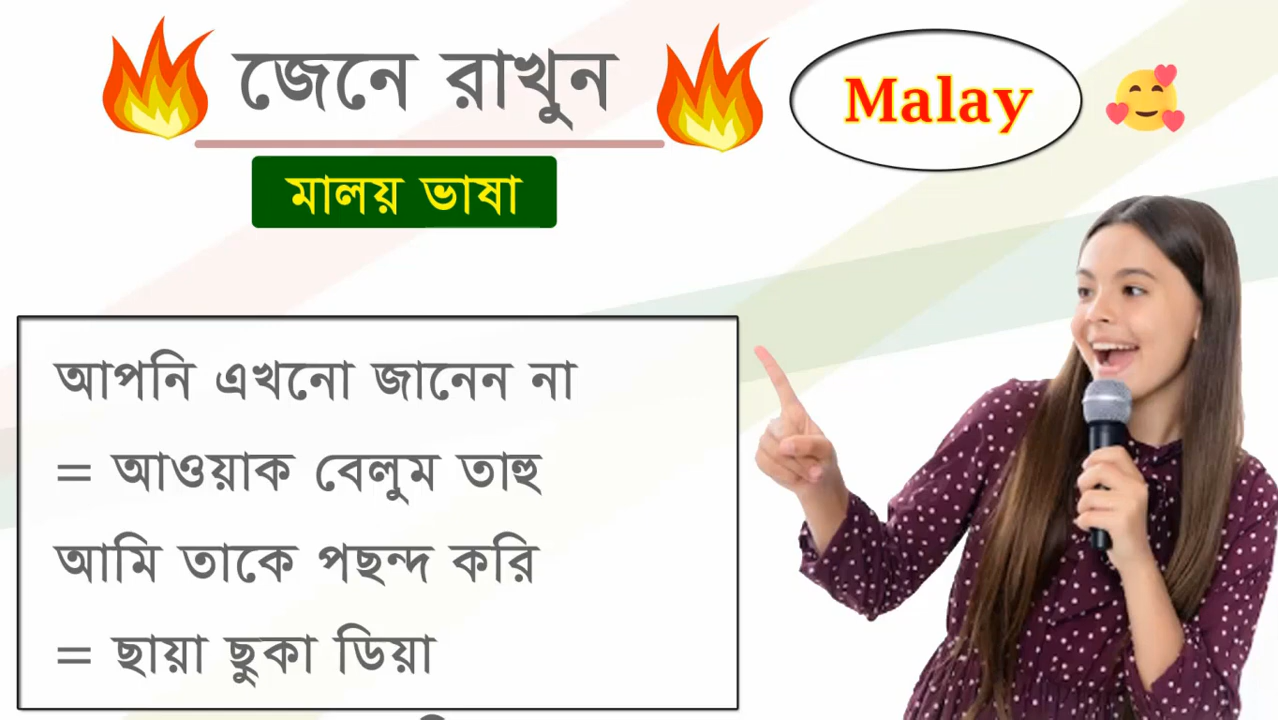 জেনে রাখুন
Malay
মালয় ভাষা
আপনি এখনো জানেন না
= আওয়াক বেলুম তাহু
আমি তাকে পছন্দ করি
= ছায়া ছুকা ডিয়া